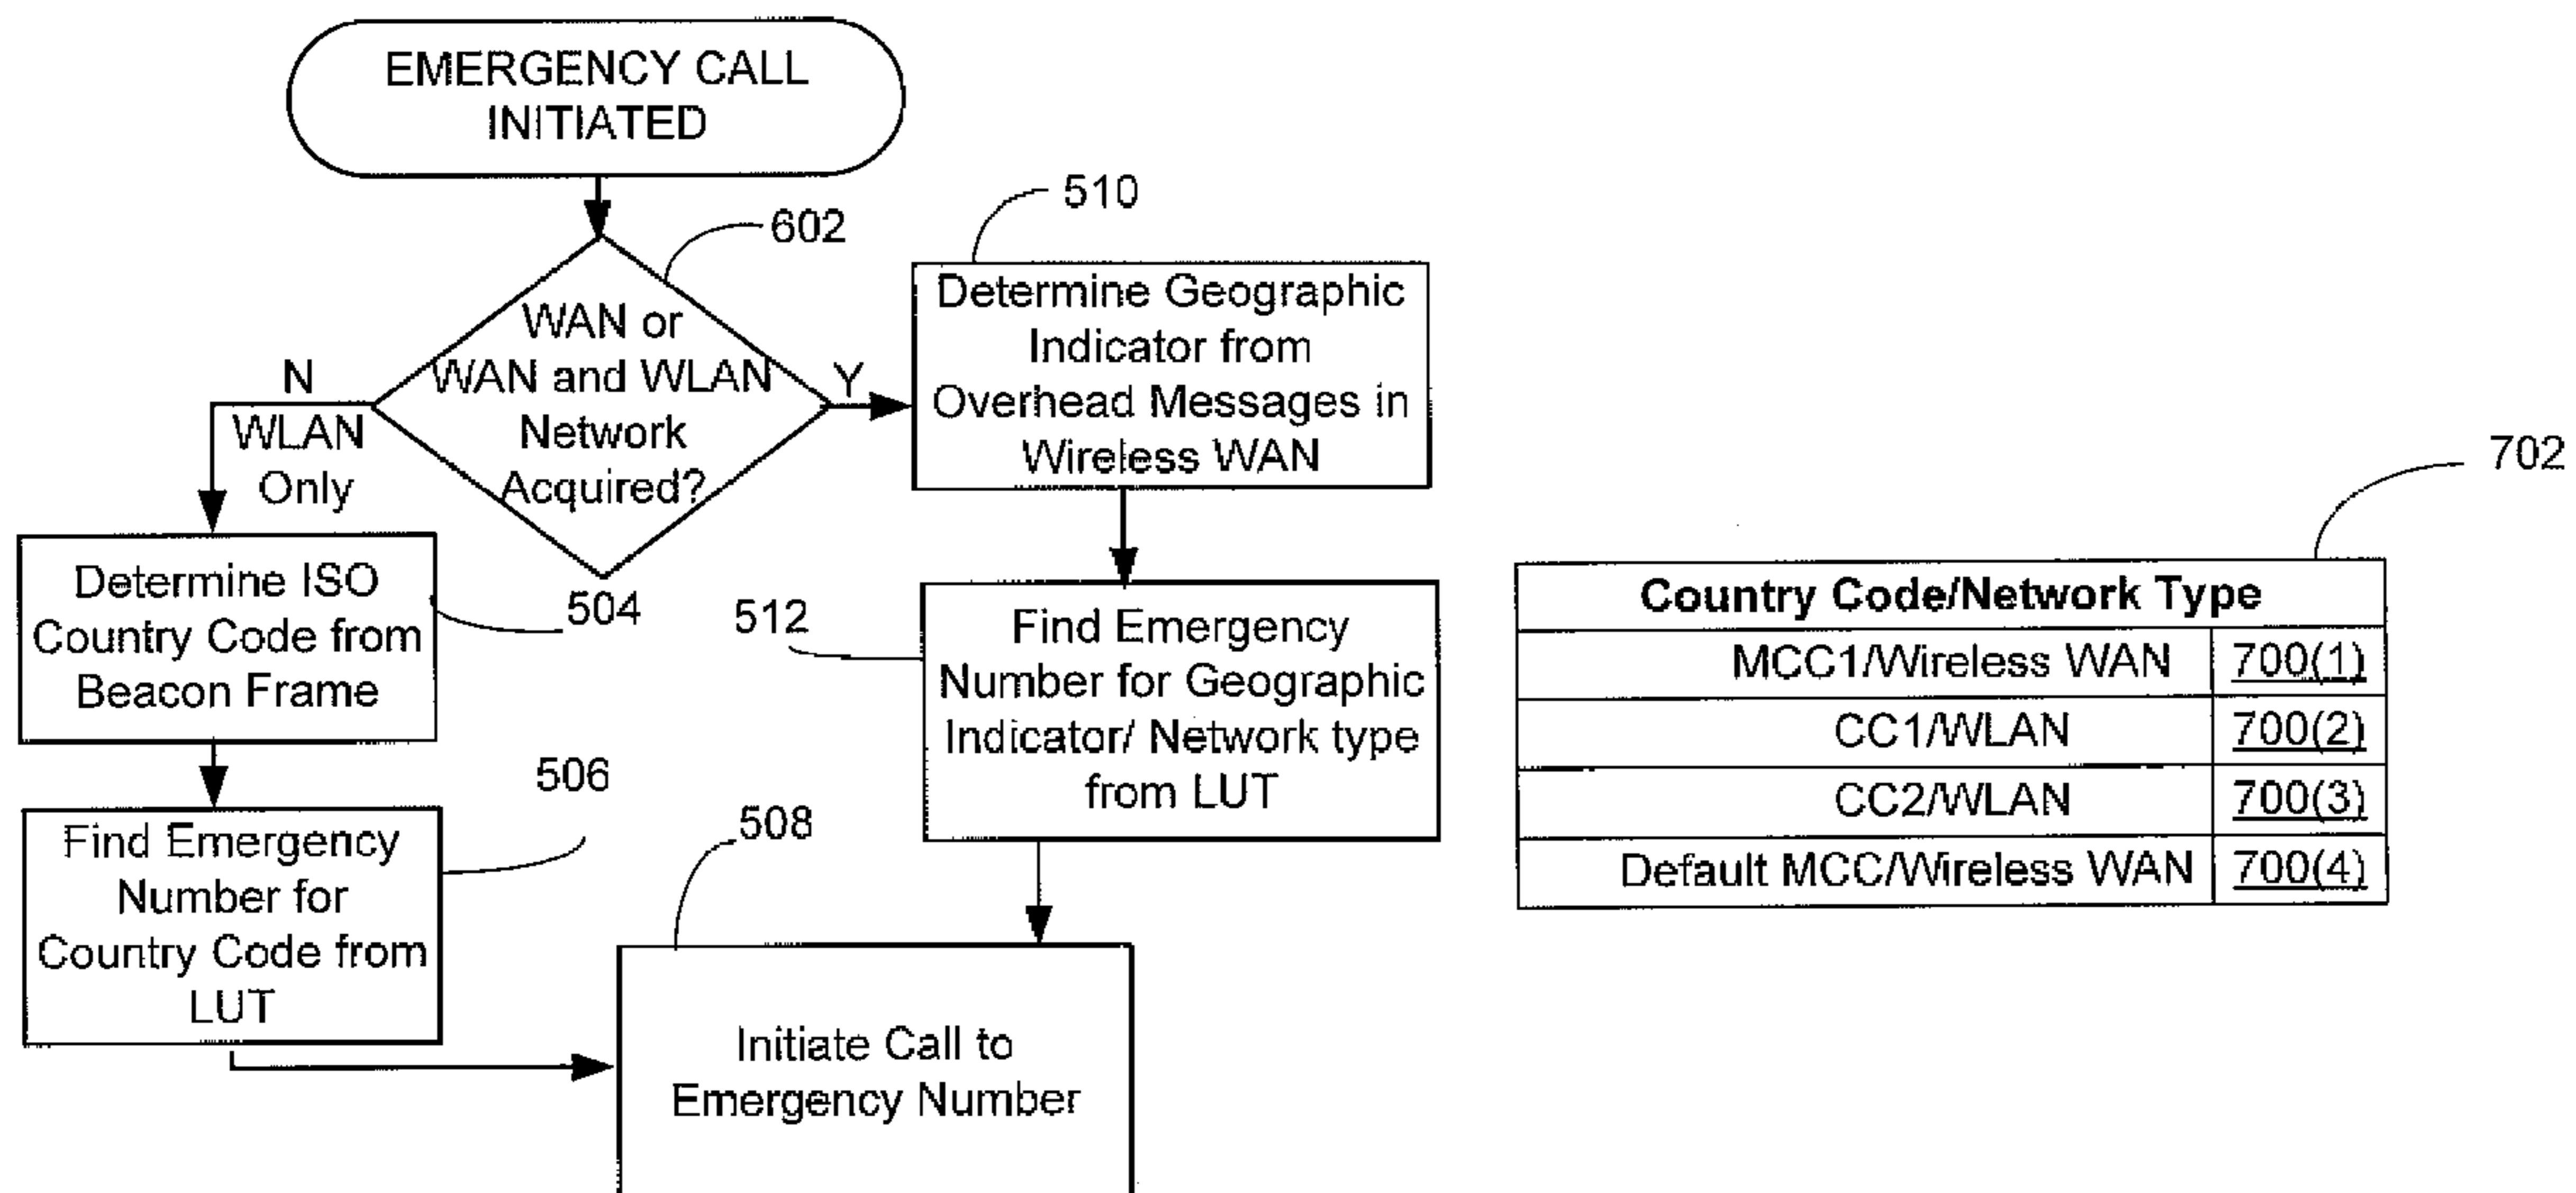 EMERGENCY CALL
INITIATED
602
WAN or
WAN and WLAN
Network
Acquired?
N
WLAN
Only
Y
510
Determine Geographic
Indicator from
Overhead Messages in
Wireless WAN
Determine ISO
Country Code from
Beacon Frame
504
512
Find Emergency
Number for Geographic
Indicator/ Network type
from LUT
506
Find Emergency
Number for
Country Code from
LUT
508
Initiate Call to
Emergency Number
702
Country Code/Network Type
MCC1/Wireless WAN 700(1)
CC1/WLAN 700(2)
CC2/WLAN 700(3)
Default MCC/Wireless WAN 700(4)